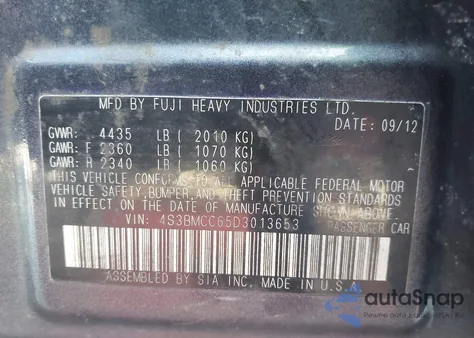 MFD BY FUJI HEAVY INDUSTRIES LTD.
DATE: 09/12
GVWR: 4435 LB ( 2010 KG)
GAWR: F 2360 LB ( 1070 KG)
GAWR: R 2340 LB ( 1060 KG)
THIS VEHICLE CONFORMS TO ALL APPLICABLE FEDERAL MOTOR
VEHICLE SAFETY, BUMPER, AND THEFT PREVENTION STANDARDS
IN EFFECT ON THE DATE OF MANUFACTURE SHOWN ABOVE.
VIN: 4S3BMCC65D3013653 PASSENGER CAR
ASSEMBLED BY SIA INC. MADE IN U.S.A.
autoSnap